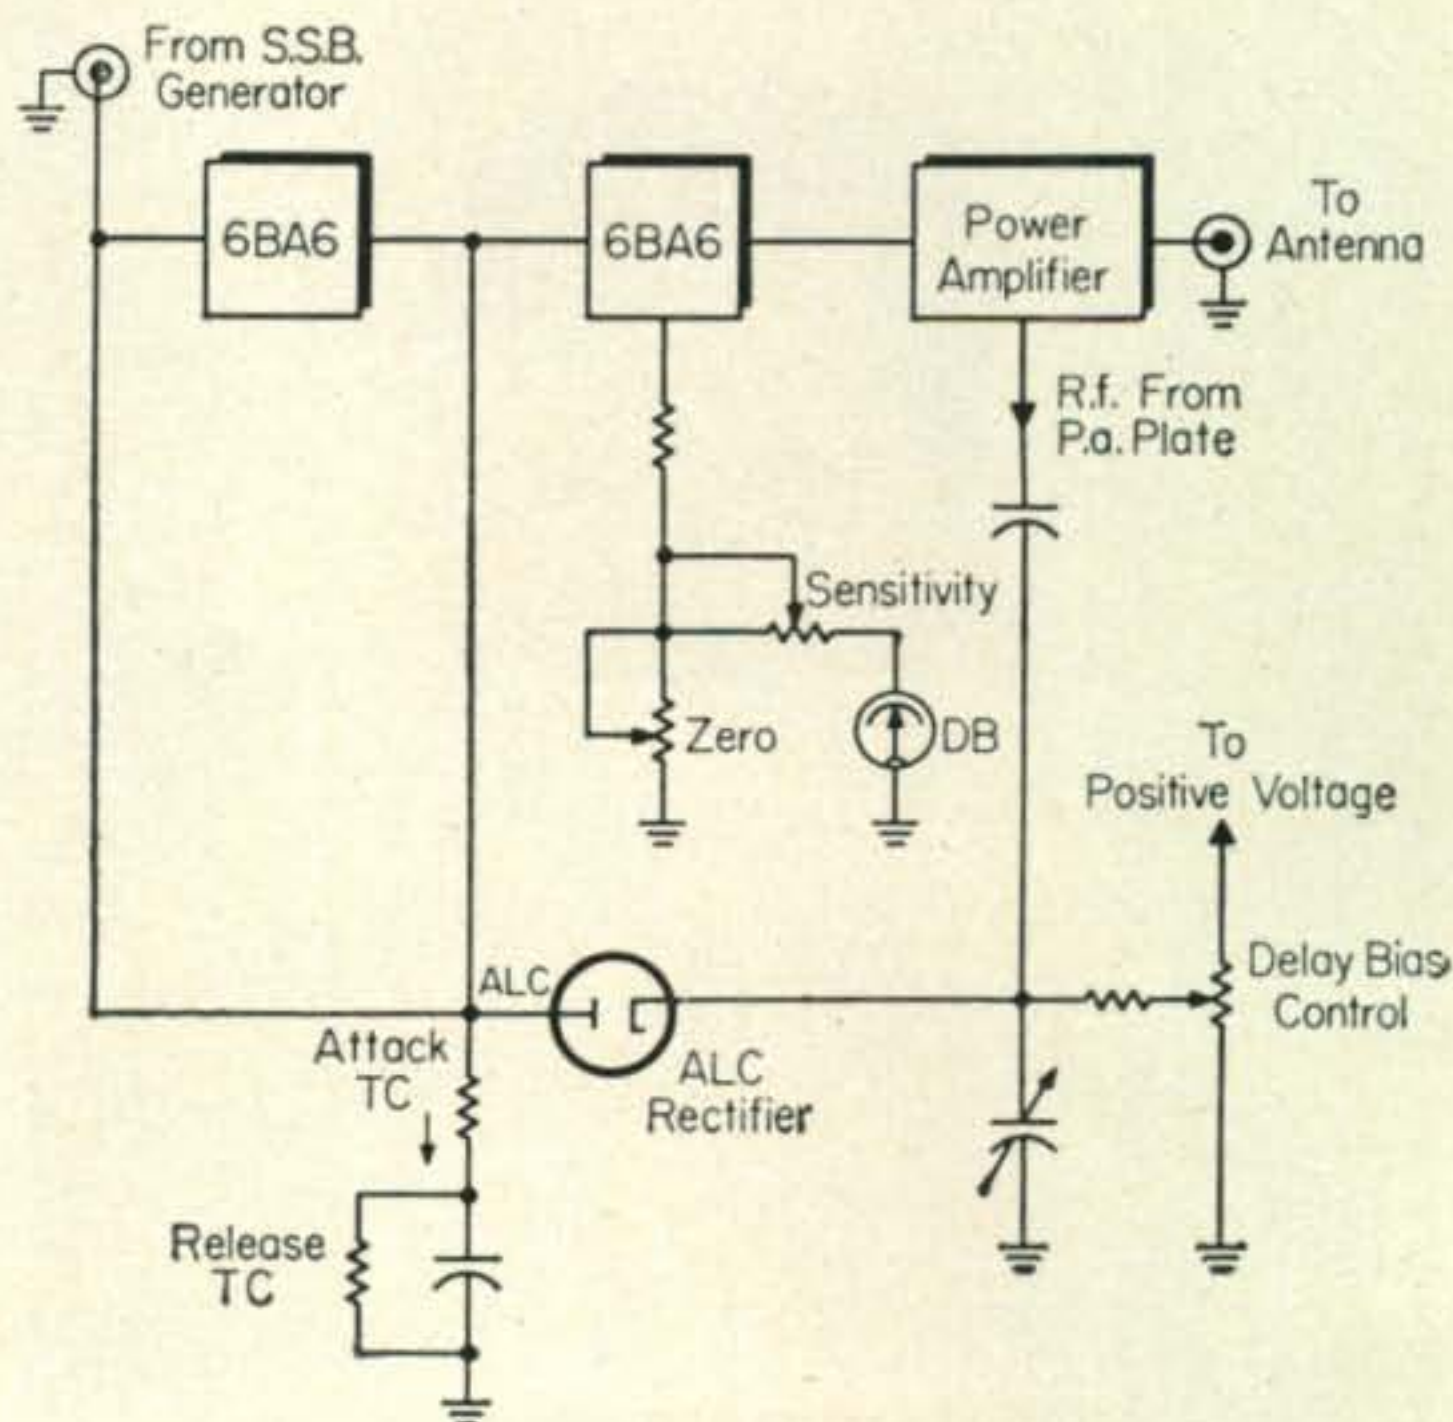 From S.S.B.
Generator
6BA6
6BA6
Power
Amplifier
To
Antenna
R.f. From
P.a. Plate
Sensitivity
Zero
DB
To
Positive Voltage
ALC
Delay Bias
Control
Attack
TC
ALC
Rectifier
Release
TC